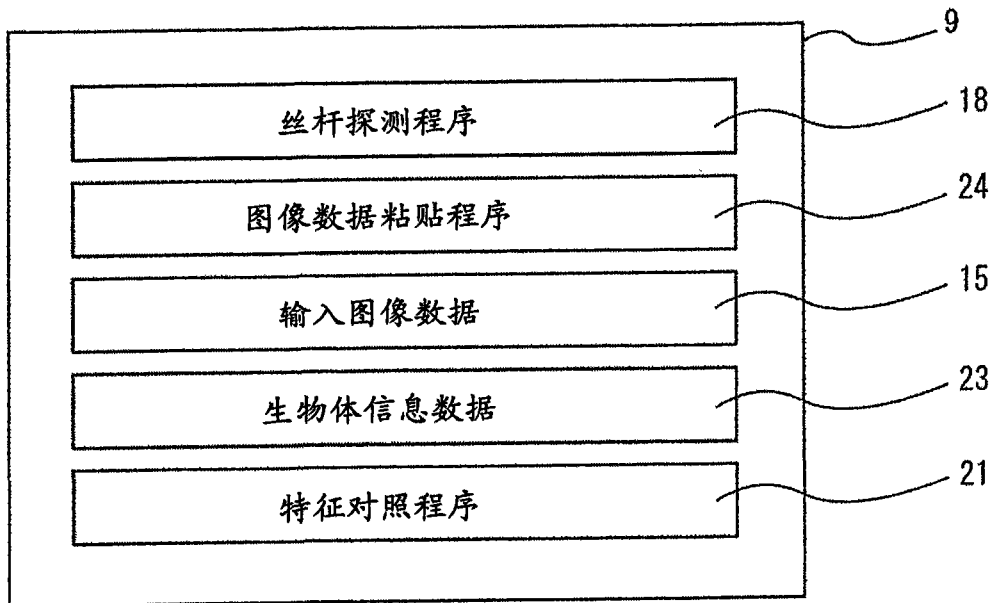 9
丝杆探测程序 18
图像数据粘贴程序 24
输入图像数据 15
生物体信息数据 23
特征对照程序 21